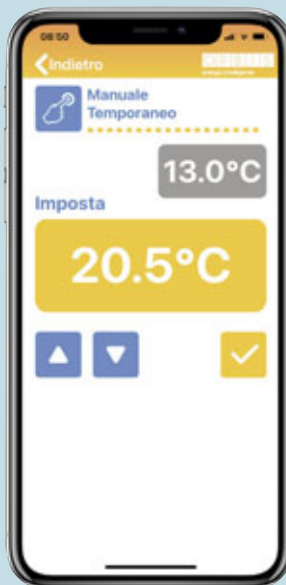 08:50
Indietro
Manuale
Temporaneo
13.0°C
Imposta
20.5°C